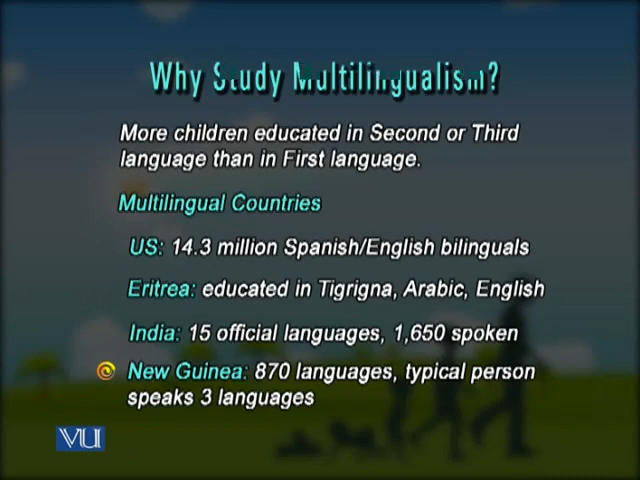 Why Study Multilingualism?
More children educated in Second or Third
language than in First language.
Multilingual Countries
US: 14.3 million Spanish/English bilinguals
Eritrea: educated in Tigrigna, Arabic, English
India: 15 official languages, 1,650 spoken
New Guinea: 870 languages, typical person
speaks 3 languages
VU